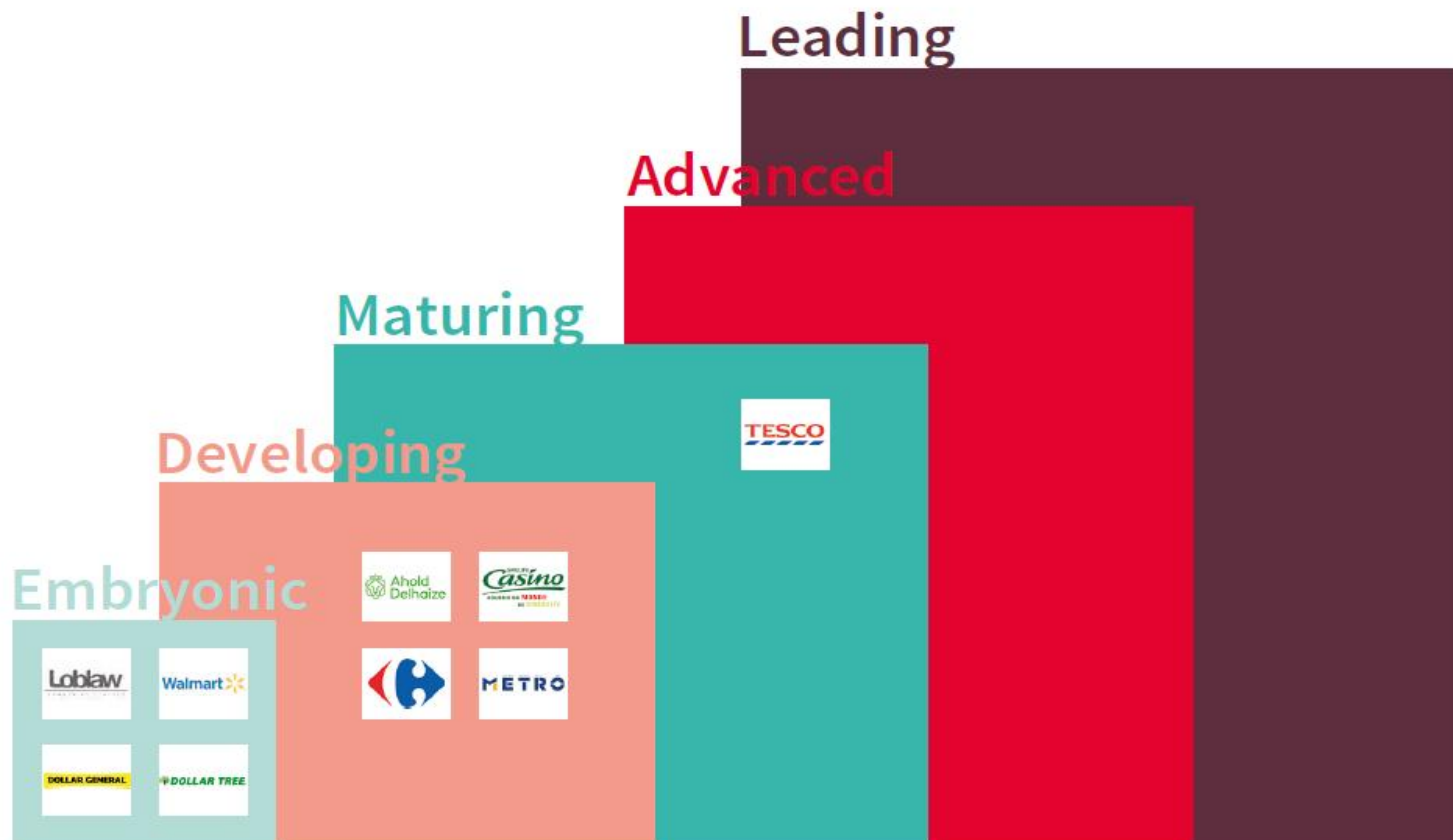 Leading
Advanced
Maturing
TESCO
Developing
Ahold
Delhaize
Casino
Embryonic
METRO
Loblaw
Walmart
DOLLAR GENERAL
DOLLAR TREE